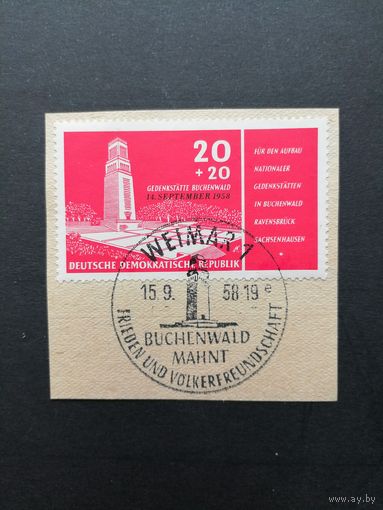 20
+20
GEDENKSTÄTTE BUCHENWALD
14. SEPTEMBER 1958
DEUTSCHE DEMOKRATISCHE REPUBLIK
FÜR DEN AUFBAU
NATIONALER
GEDENKSTÄTTEN
IN BUCHENWALD
RAVENSBRÜCK
SACHSENHAUSEN
WEIMAR 1
15.9. 58 19 e
BUCHENWALD
MAHNT
FRIEDEN UND VÖLKERFREUNDSCHAFT
www.ay.by